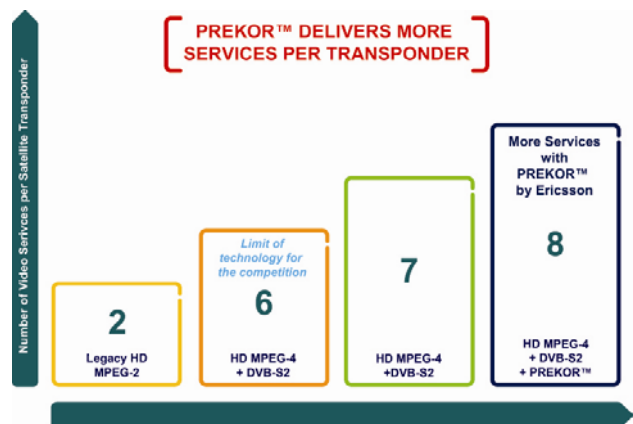 PREKOR™ DELIVERS MORE
SERVICES PER TRANSPONDER
Number of Video Serivces per Satellite Transponder
2
Legacy HD
MPEG-2
Limit of
technology for
the competition
6
HD MPEG-4
+ DVB-S2
7
HD MPEG-4
+DVB-S2
More Services
with
PREKOR™
by Ericsson
8
HD MPEG-4
+ DVB-S2
+ PREKOR™